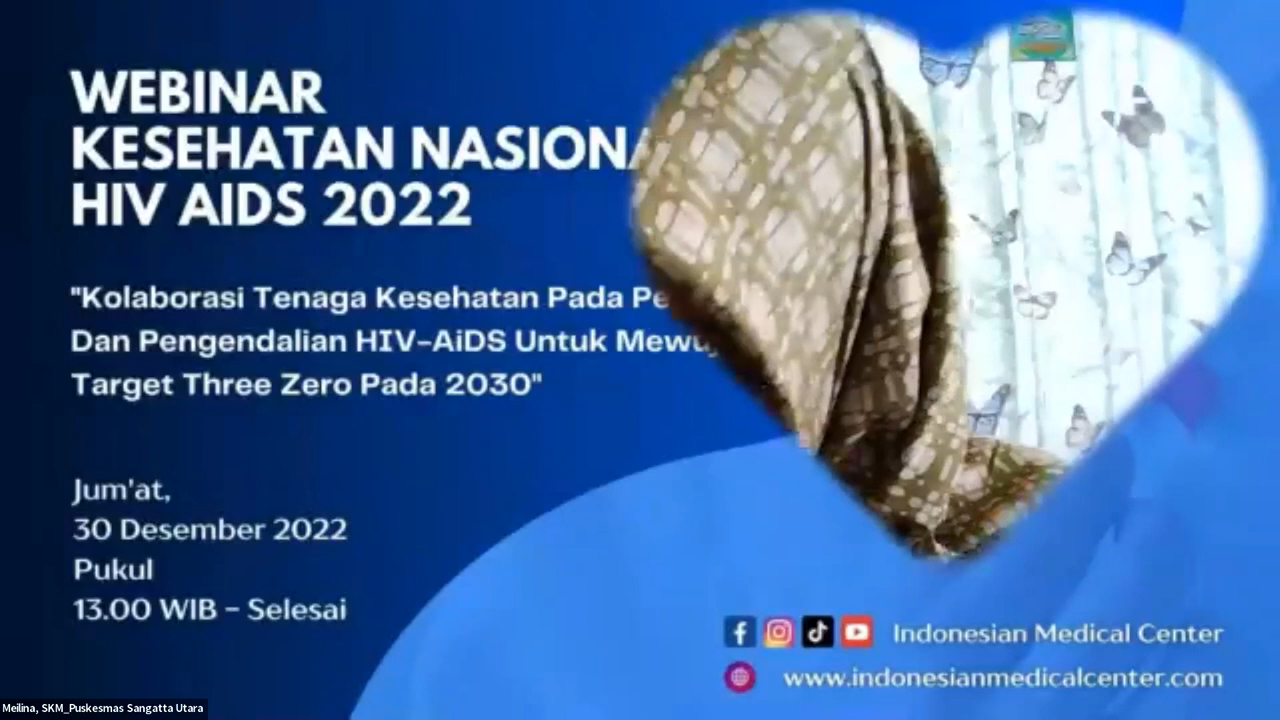 WEBINAR
KESEHATAN NASIONA
HIV AIDS 2022
"Kolaborasi Tenaga Kesehatan Pada Pe
Dan Pengendalian HIV-AiDS Untuk Mewuj
Target Three Zero Pada 2030"
Jum'at,
30 Desember 2022
Pukul
13.00 WIB - Selesai
Indonesian Medical Center
www.indonesianmedicalcenter.com
Meilina, SKM_Puskesmas Sangatta Utara